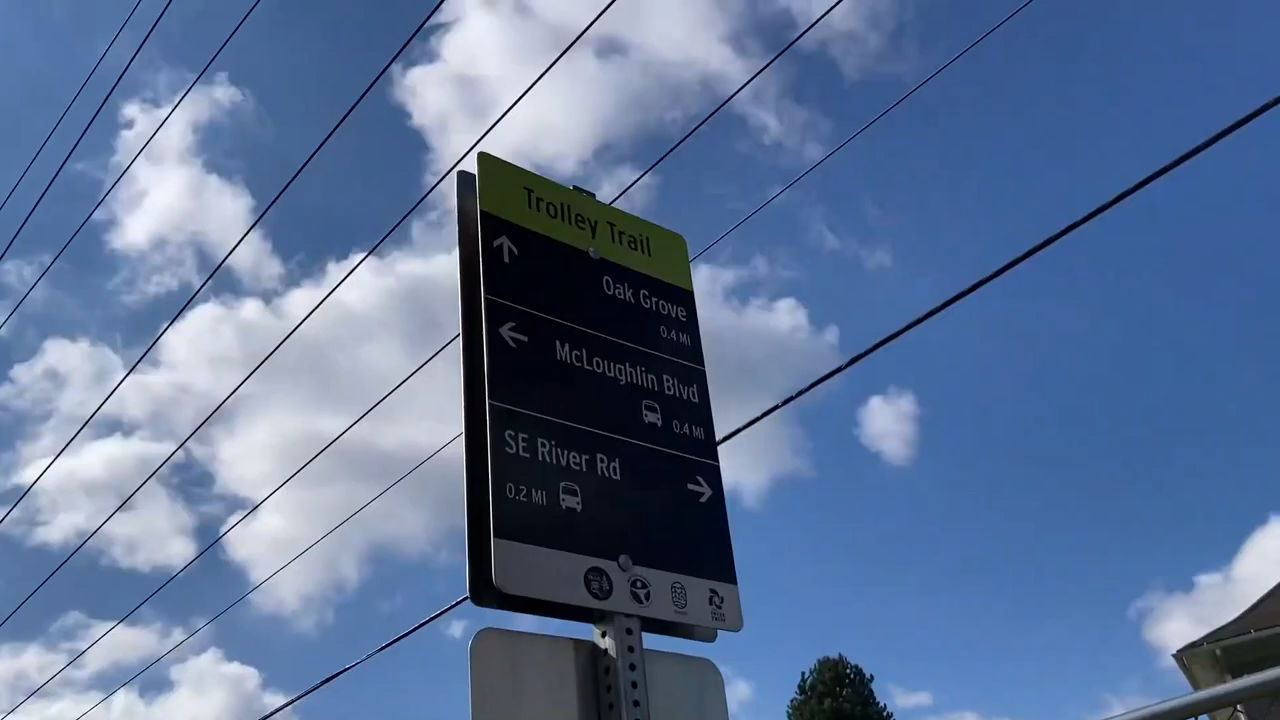 Trolley Trail
Oak Grove
0.4 MI
McLoughlin Blvd
0.4 MI
SE River Rd
0.2 MI